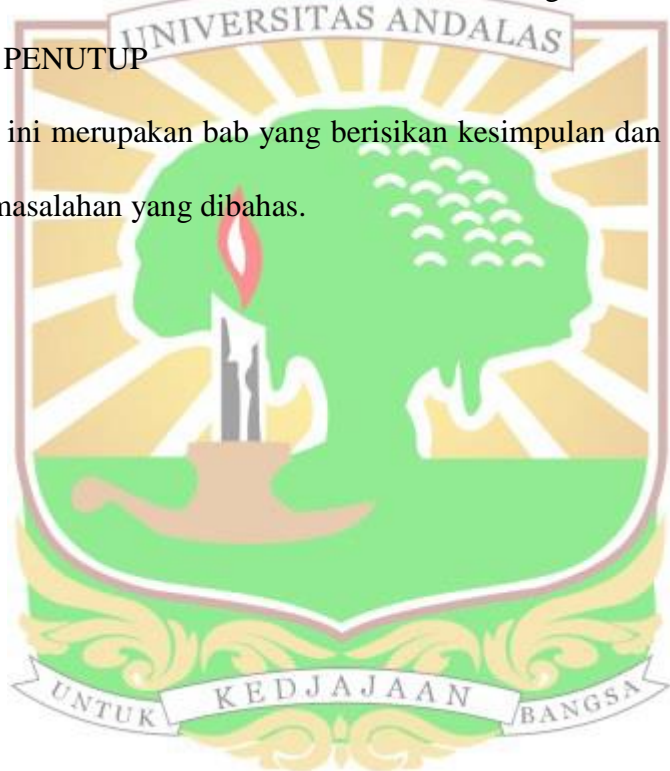 UNIVERSITAS ANDALAS
PENUTUP
ini merupakan bab yang berisikan kesimpulan dan
masalahan yang dibahas.
UNTUK KEDJAJAAN BANGSA